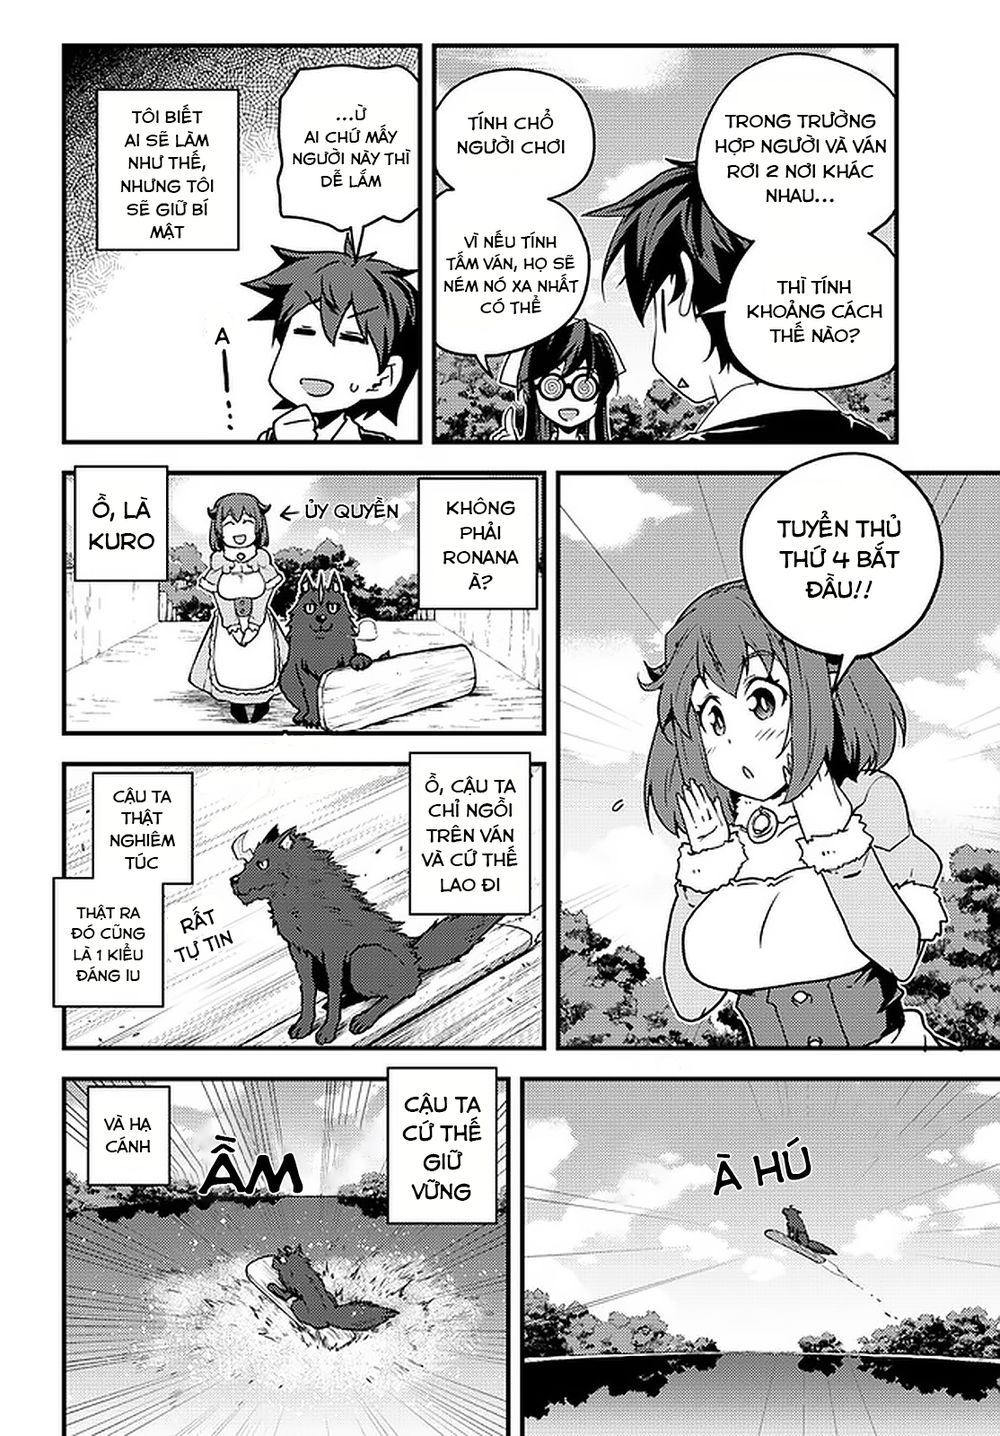 TRONG TRƯỜNG
HỢP NGƯỜI VÀ VÁN
RƠI 2 NƠI KHÁC
NHAU...
THÌ TÍNH
KHOẢNG CÁCH
THẾ NÀO?
TÍNH CHỔ
NGƯỜI CHƠI
VÌ NẾU TÍNH
TẤM VÁN, HỌ SẼ
NÉM NÓ XA NHẤT
CÓ THỂ
...Ừ
AI CHỨ MẤY
NGƯỜI NÀY THÌ
DỄ LẮM
TÔI BIẾT
AI SẼ LÀM
NHƯ THẾ,
NHƯNG TÔI
SẼ GIỮ BÍ
MẬT
A
TUYỂN THỦ
THỨ 4 BẮT
ĐẦU!!
KHÔNG
PHẢI
RONANA
À?
← ỦY QUYỀN
Ồ, LÀ
KURO
Ồ, CẬU TA
CHỈ NGỒI
TRÊN VÁN
VÀ CỨ THẾ
LAO ĐI
CẬU TA
THẬT
NGHIÊM
TÚC
RẤT
TỰ TIN
THẬT RA
ĐÓ CŨNG
LÀ 1 KIỂU
ĐÁNG IU
À HÚ
CẬU TA
CỨ THẾ
GIỮ
VỮNG
ẦM
VÀ HẠ
CÁNH